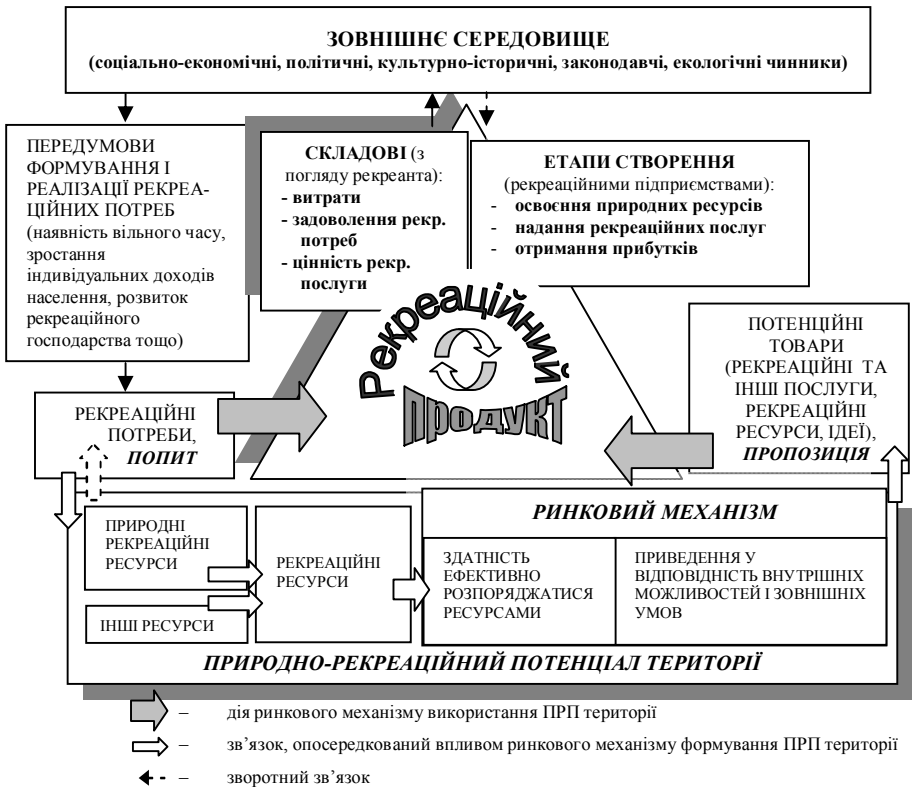 ЗОВНІШНЄ СЕРЕДОВИЩЕ
(соціально-економічні, політичні, культурно-історичні, законодавчі, екологічні чинники)
ПЕРЕДУМОВИ
ФОРМУВАННЯ І
РЕАЛІЗАЦІЇ РЕКРЕА-
ЦІЙНИХ ПОТРЕБ
(наявність вільного часу,
зростання
індивідуальних доходів
населення, розвиток
рекреаційного
господарства тощо)
СКЛАДОВІ (з
погляду рекреанта):
- витрати
- задоволення рекр.
потреб
- цінність рекр.
послуги
ЕТАПИ СТВОРЕННЯ
(рекреаційними підприємствами):
- освоєння природних ресурсів
- надання рекреаційних послуг
- отримання прибутків
Рекреаційний
продукт
ПОТЕНЦІЙНІ
ТОВАРИ
(РЕКРЕАЦІЙНІ ТА
ІНШІ ПОСЛУГИ,
РЕКРЕАЦІЙНІ
РЕСУРСИ, ІДЕЇ),
ПРОПОЗИЦІЯ
РЕКРЕАЦІЙНІ
ПОТРЕБИ,
ПОПИТ
ПРИРОДНІ
РЕКРЕАЦІЙНІ
РЕСУРСИ
ІНШІ РЕСУРСИ
РЕКРЕАЦІЙНІ
РЕСУРСИ
РИНКОВИЙ МЕХАНІЗМ
ЗДАТНІСТЬ
ЕФЕКТИВНО
РОЗПОРЯДЖАТИСЯ
РЕСУРСАМИ
ПРИВЕДЕННЯ У
ВІДПОВІДНІСТЬ ВНУТРІШНІХ
МОЖЛИВОСТЕЙ І ЗОВНІШНІХ
УМОВ
ПРИРОДНО-РЕКРЕАЦІЙНИЙ ПОТЕНЦІАЛ ТЕРИТОРІЇ
– дія ринкового механізму використання ПРП території
– зв’язок, опосередкований впливом ринкового механізму формування ПРП території
– зворотний зв’язок